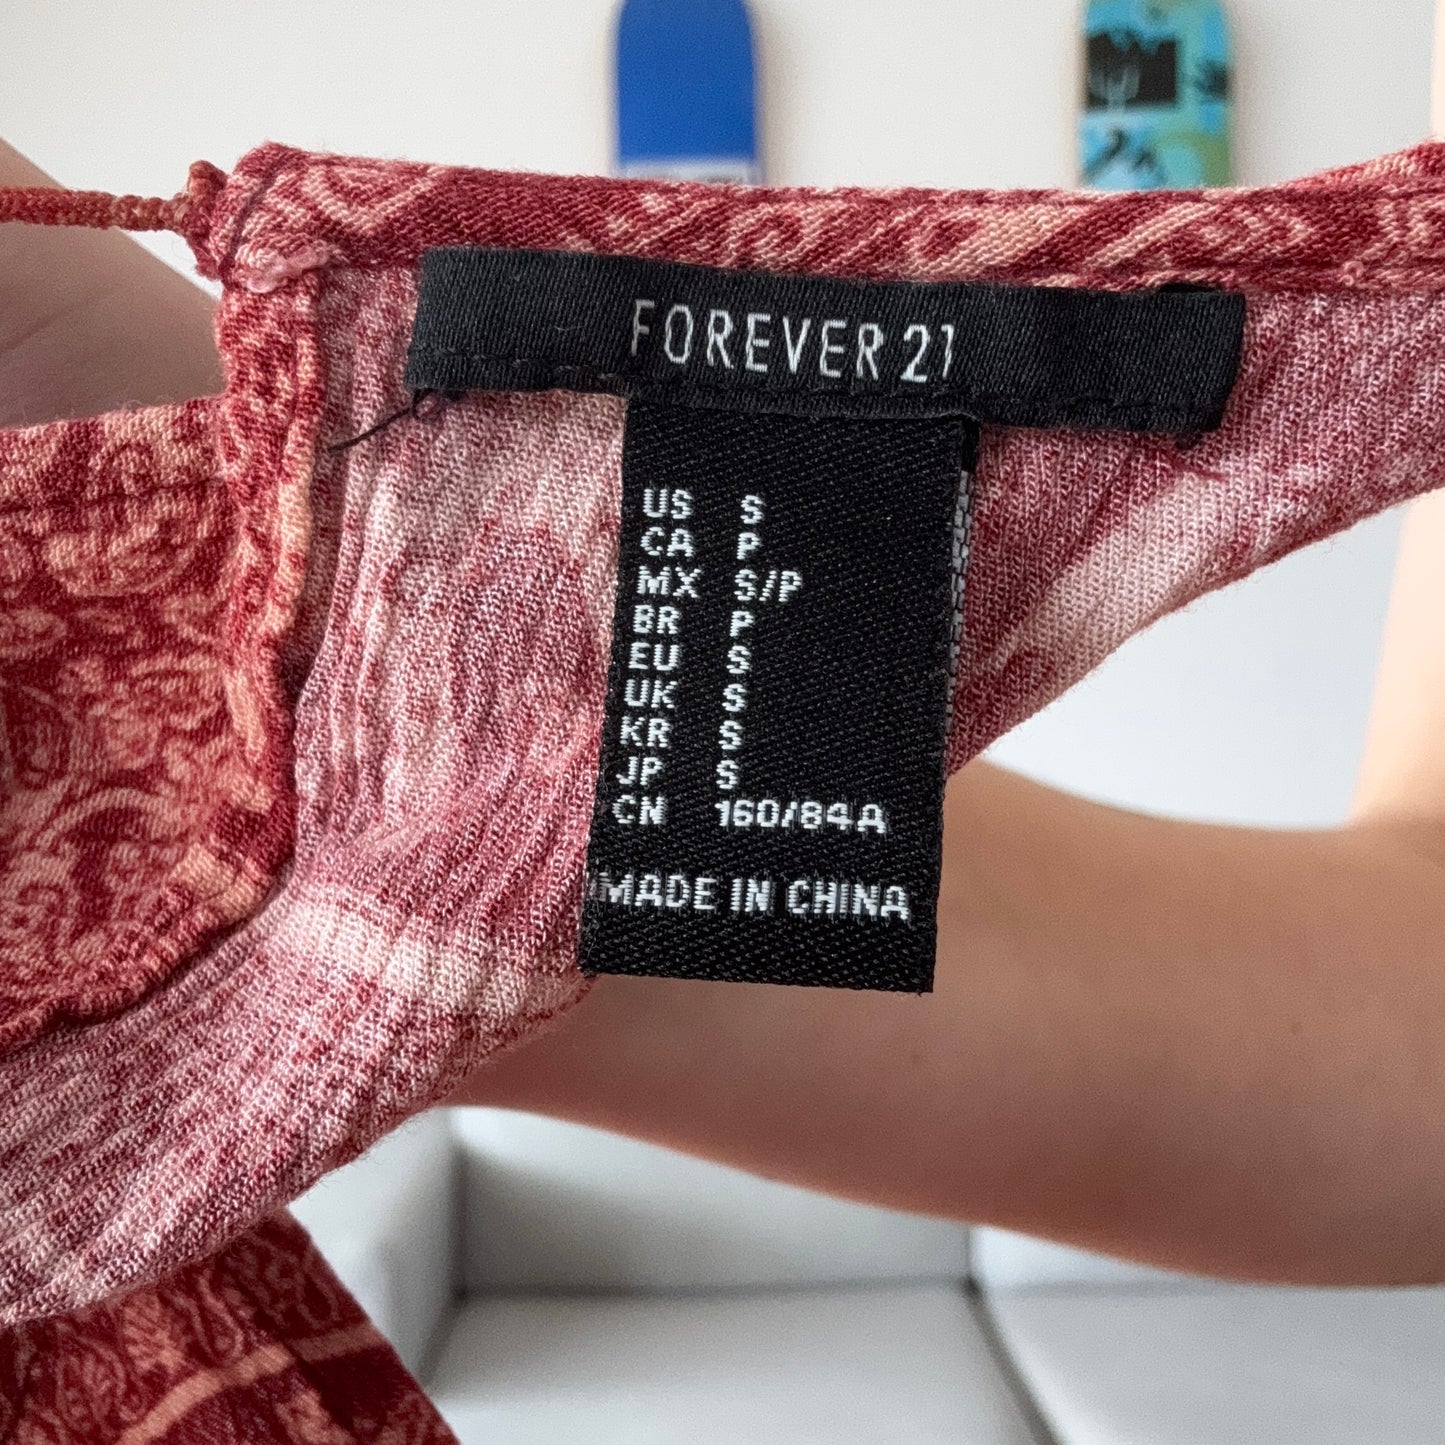 FOREVER 21
US S
CA P
MX S/P
BR P
EU S
UK S
KR S
JP S
CN 160/84A
MADE IN CHINA